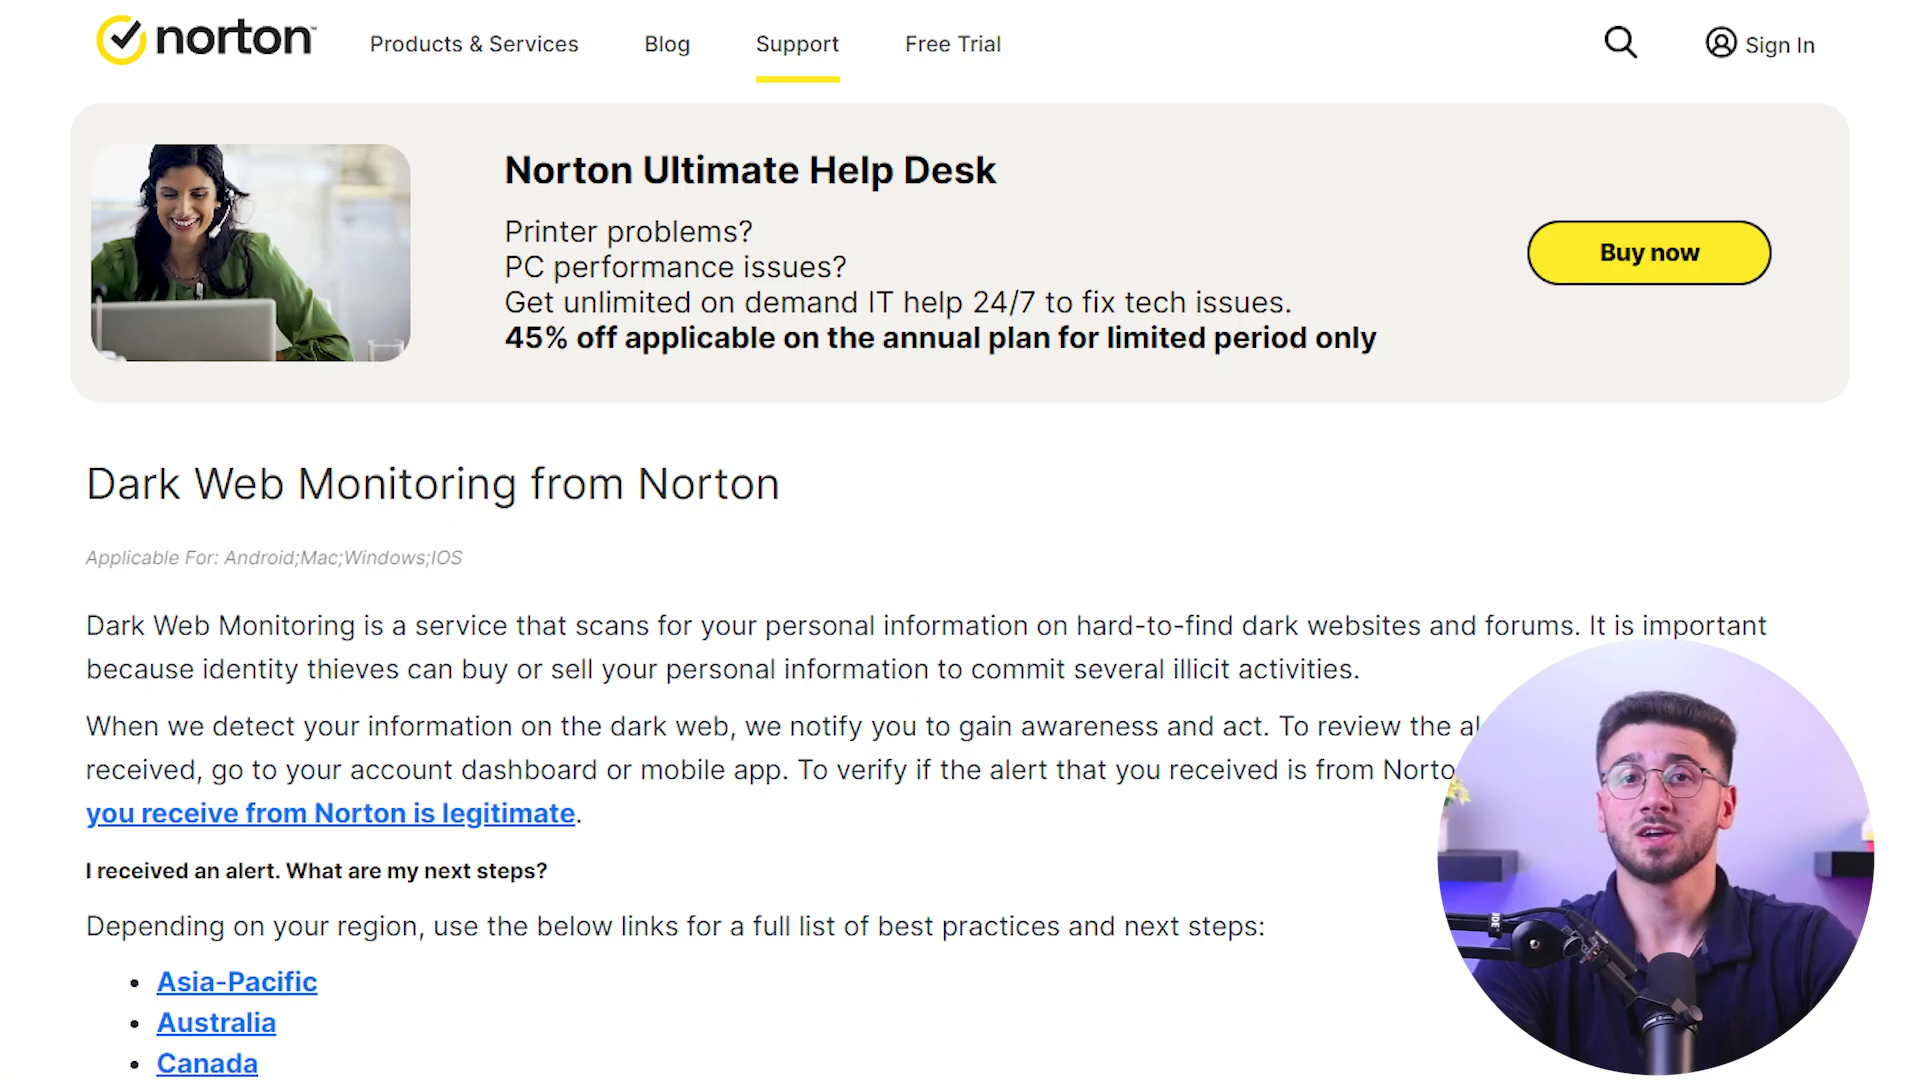 norton
Products & Services
Blog
Support
Free Trial
Sign In
Norton Ultimate Help Desk
Printer problems?
PC performance issues?
Get unlimited on demand IT help 24/7 to fix tech issues.
45% off applicable on the annual plan for limited period only
Buy now
Dark Web Monitoring from Norton
Applicable For: Android;Mac;Windows;IOS
Dark Web Monitoring is a service that scans for your personal information on hard-to-find dark websites and forums. It is important
because identity thieves can buy or sell your personal information to commit several illicit activities.
When we detect your information on the dark web, we notify you to gain awareness and act. To review the
received, go to your account dashboard or mobile app. To verify if the alert that you received is from
you receive from Norton is legitimate.
I received an alert. What are my next steps?
Depending on your region, use the below links for a full list of best practices and next steps:
• Asia-Pacific
• Australia
• Canada